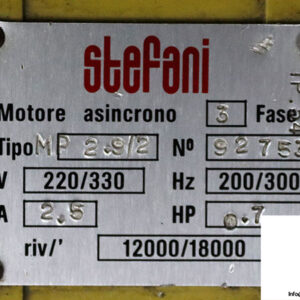 stefani
Motore asincrono 3 Fase
Tipo MP 2.9/2 Nº 92753
V 220/330 Hz 200/300
A 2.5 HP 0.7
riv/' 12000/18000